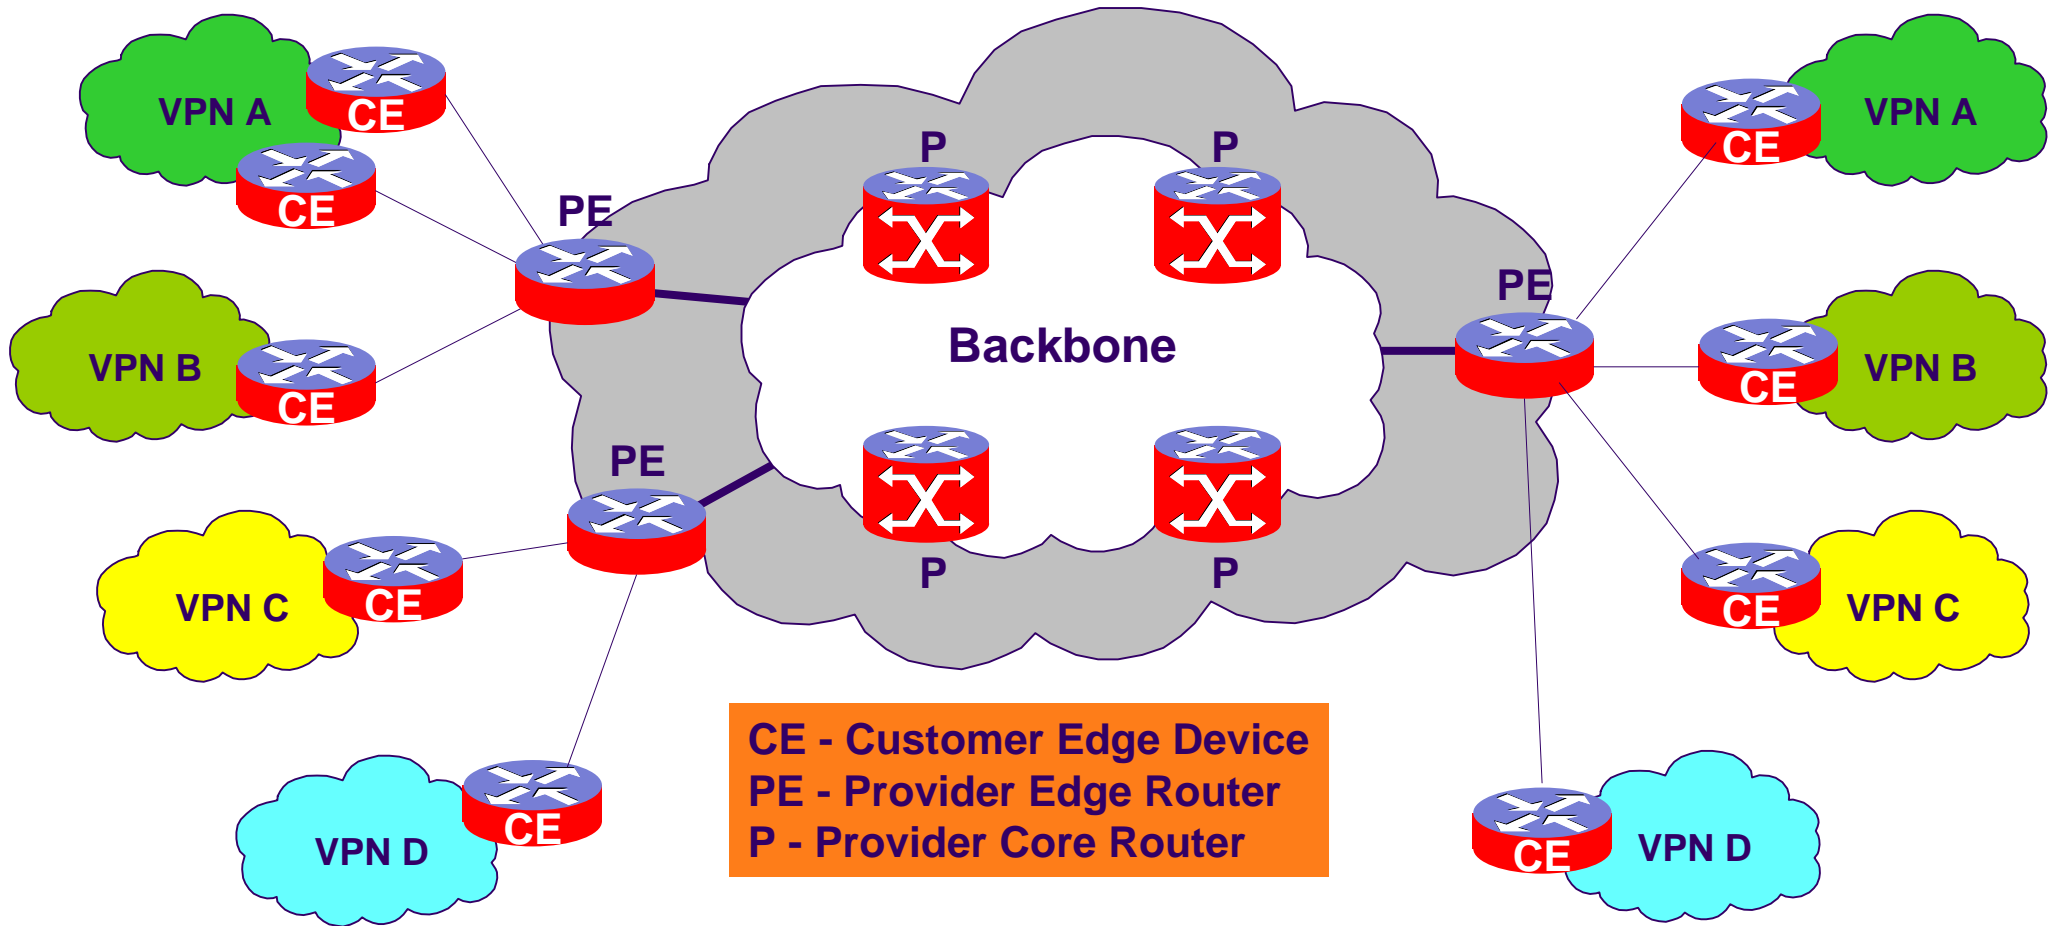 VPN A
CE
CE
VPN B
CE
VPN C
CE
VPN D
CE
PE
PE
P
P
Backbone
P
P
PE
CE
VPN A
CE
VPN B
CE
VPN C
CE
VPN D
CE - Customer Edge Device
PE - Provider Edge Router
P - Provider Core Router